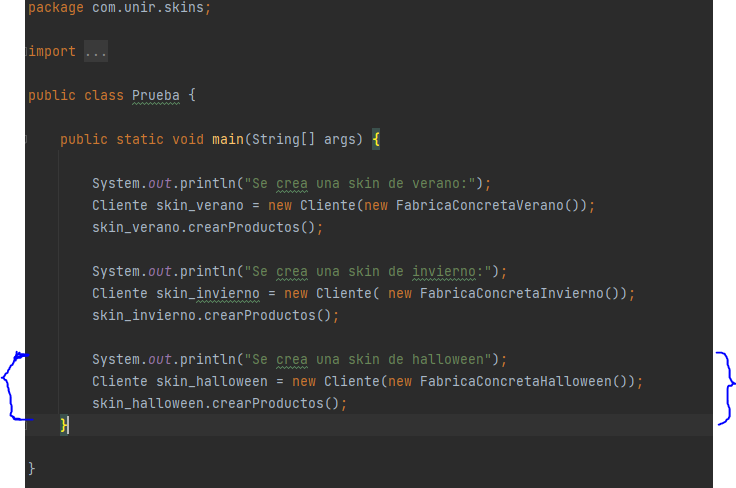 package com.unir.skins;
import ...
public class Prueba {
public static void main(String[] args) {
System.out.println("Se crea una skin de verano:");
Cliente skin_verano = new Cliente(new FabricaConcretaVerano());
skin_verano.crearProductos();
System.out.println("Se crea una skin de invierno:");
Cliente skin_invierno = new Cliente( new FabricaConcretaInvierno());
skin_invierno.crearProductos();
System.out.println("Se crea una skin de halloween");
Cliente skin_halloween = new Cliente(new FabricaConcretaHalloween());
skin_halloween.crearProductos();
}
}